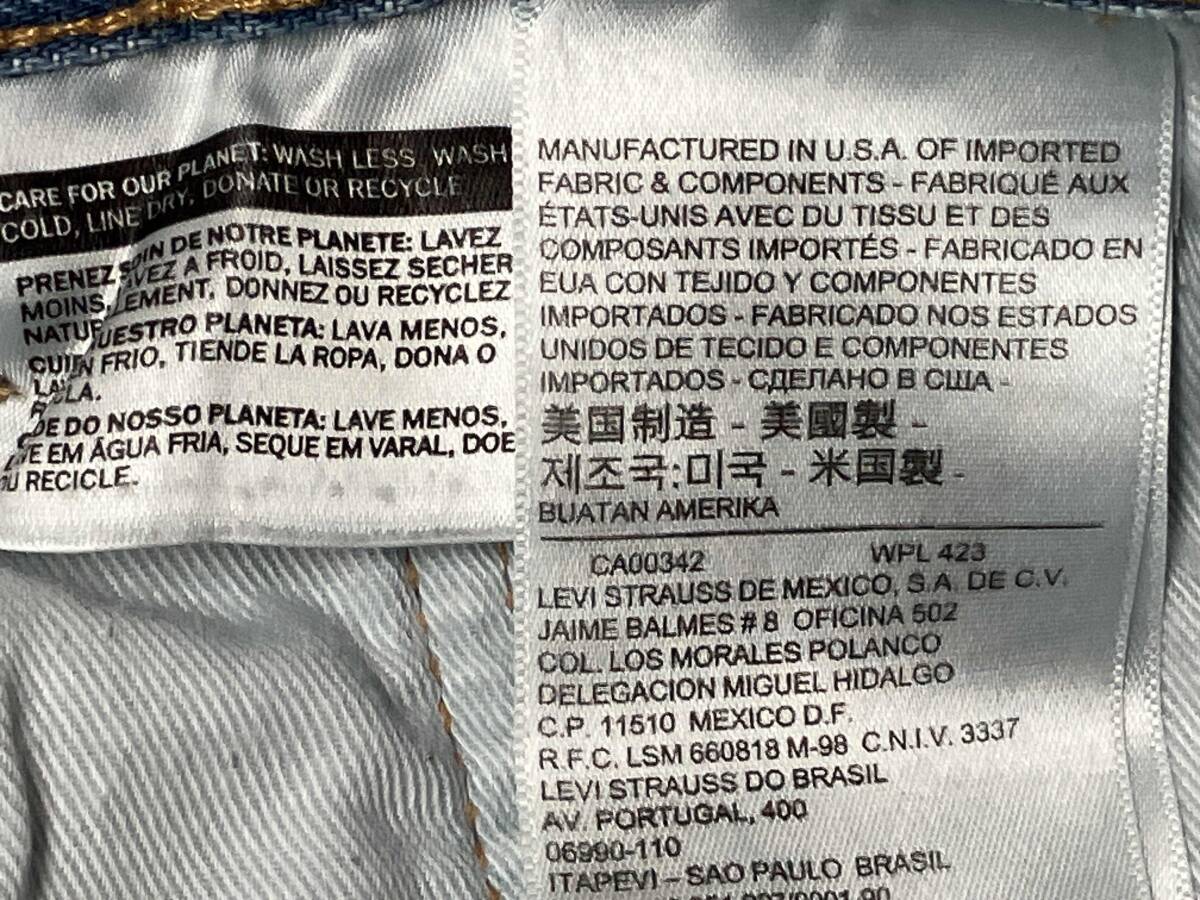 CARE FOR OUR PLANET: WASH LESS, WASH
COLD, LINE DRY, DONATE OR RECYCLE
PRENEZ DE NOTRE PLANETE: LAVEZ
MOINS, A FROID, LAISSEZ SECHER
DONNEZ OU RECYCLEZ
PLANETA: LAVA MENOS,
FRIO, TIENDE LA ROPA, DONA O
DO NOSSO PLANETA: LAVE MENOS,
EM ÁGUA FRIA, SEQUE EM VARAL, DOE
RECICLE.
MANUFACTURED IN U.S.A. OF IMPORTED
FABRIC & COMPONENTS - FABRIQUÉ AUX
ÉTATS-UNIS AVEC DU TISSU ET DES
COMPOSANTS IMPORTÉS - FABRICADO EN
EUA CON TEJIDO Y COMPONENTES
IMPORTADOS - FABRICADO NOS ESTADOS
UNIDOS DE TECIDO E COMPONENTES
IMPORTADOS - СДЕЛАНО В США -
美国制造 - 美國製 -
제조국:미국 - 米国製 -
BUATAN AMERIKA
CA00342 WPL 423
LEVI STRAUSS DE MEXICO, S.A. DE C.V.
JAIME BALMES # 8 OFICINA 502
COL. LOS MORALES POLANCO
DELEGACION MIGUEL HIDALGO
C.P. 11510 MEXICO D.F.
R.F.C. LSM 660818 M-98 C.N.I.V. 3337
LEVI STRAUSS DO BRASIL
AV. PORTUGAL, 400
06990-110
ITAPEVI – SAO PAULO BRASIL